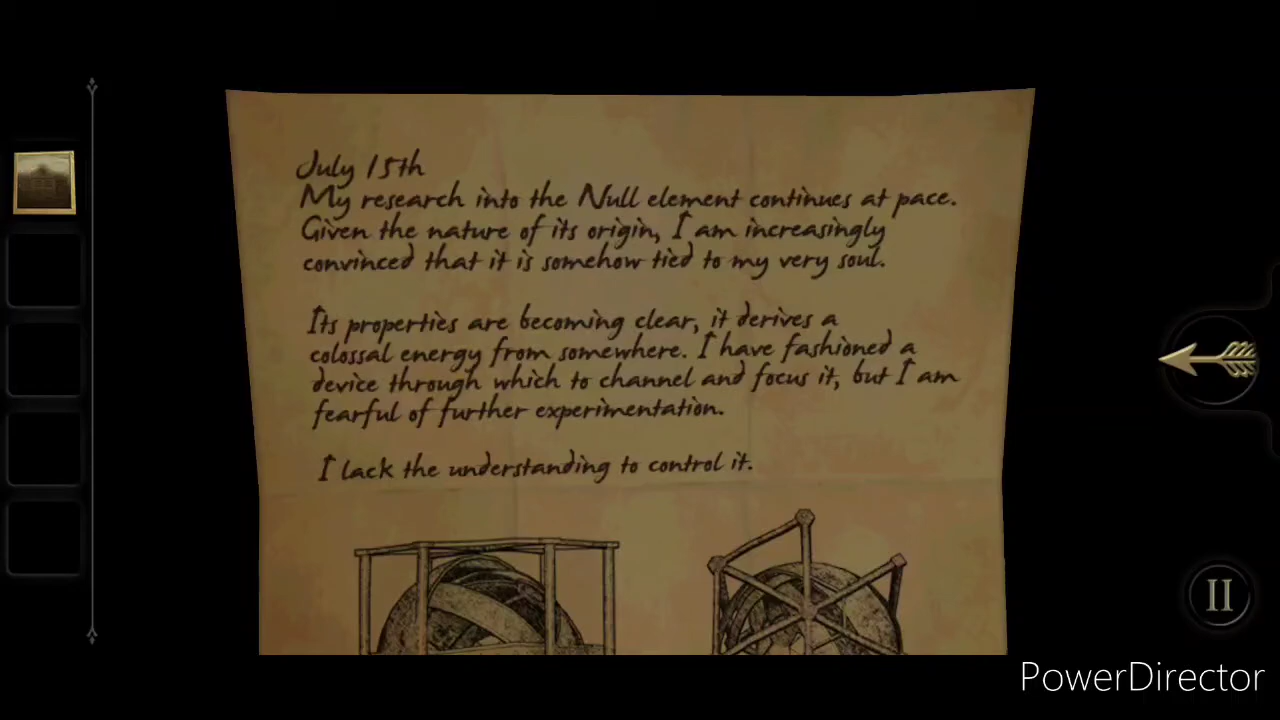 July 15th
My research into the Null element continues at pace.
Given the nature of its origin, I am increasingly
convinced that it is somehow tied to my very soul.
Its properties are becoming clear, it derives a
colossal energy from somewhere. I have fashioned a
device through which to channel and focus it, but I am
fearful of further experimentation.
I lack the understanding to control it.
PowerDirector